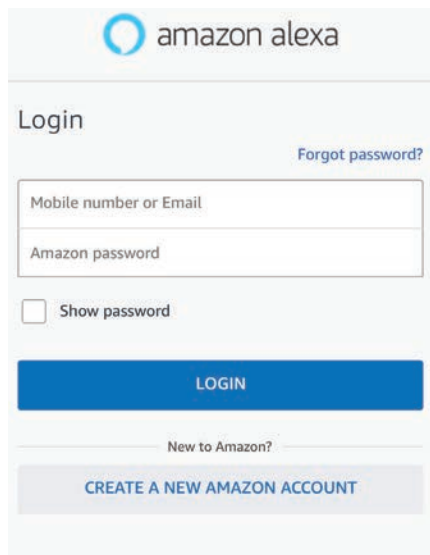 amazon alexa
Login
Forgot password?
Mobile number or Email
Amazon password
Show password
LOGIN
New to Amazon?
CREATE A NEW AMAZON ACCOUNT